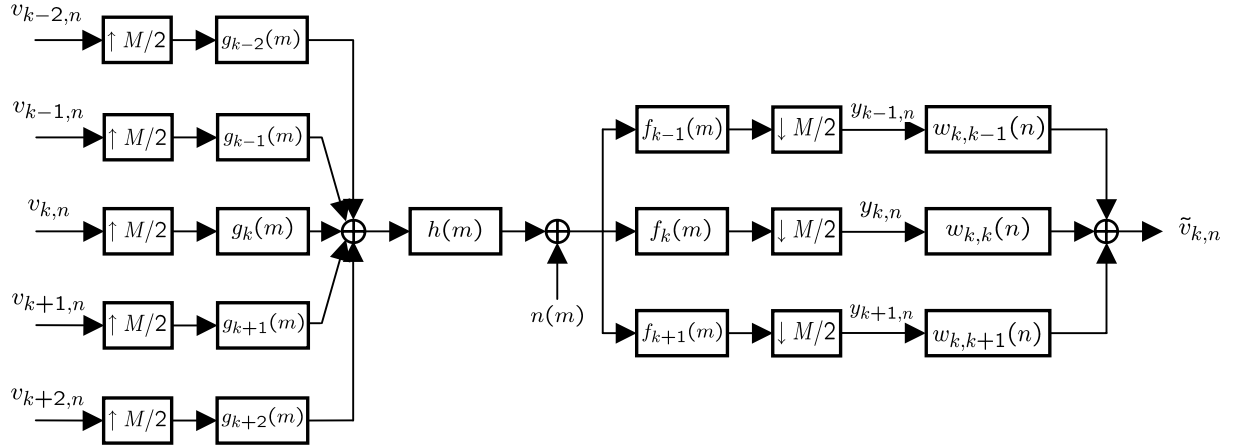 v_{k−2,n}
↑ M/2
g_{k−2}(m)
v_{k−1,n}
↑ M/2
g_{k−1}(m)
v_{k,n}
↑ M/2
g_k(m)
v_{k+1,n}
↑ M/2
g_{k+1}(m)
v_{k+2,n}
↑ M/2
g_{k+2}(m)
h(m)
n(m)
f_{k−1}(m)
↓ M/2
y_{k−1,n}
w_{k,k−1}(n)
f_k(m)
↓ M/2
y_{k,n}
w_{k,k}(n)
f_{k+1}(m)
↓ M/2
y_{k+1,n}
w_{k,k+1}(n)
ṽ_{k,n}